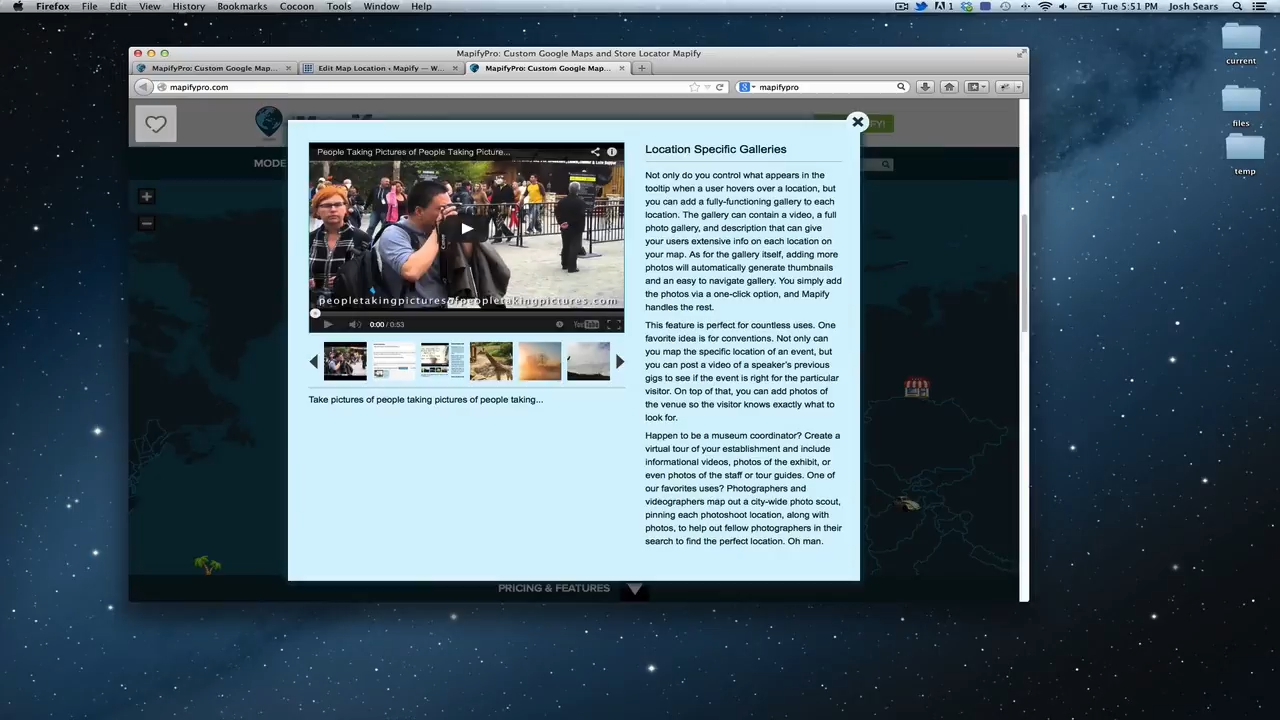 Firefox File Edit View History Bookmarks Cocoon Tools Window Help
1 Tue 5:51 PM Josh Sears
MapifyPro: Custom Google Maps and Store Locator Mapify
MapifyPro: Custom Google Map... Edit Map Location ‹ Mapify — W... MapifyPro: Custom Google Map...
mapifypro.com
mapifypro
MODE
People Taking Pictures of People Taking Picture...
peopletakingpicturesofpeopletakingpictures.com
0:00 / 0:53 YouTube
Take pictures of people taking pictures of people taking...
Location Specific Galleries
Not only do you control what appears in the
tooltip when a user hovers over a location, but
you can add a fully-functioning gallery to each
location. The gallery can contain a video, a full
photo gallery, and description that can give
your users extensive info on each location on
your map. As for the gallery itself, adding more
photos will automatically generate thumbnails
and an easy to navigate gallery. You simply add
the photos via a one-click option, and Mapify
handles the rest.
This feature is perfect for countless uses. One
favorite idea is for conventions. Not only can
you map the specific location of an event, but
you can post a video of a speaker's previous
gigs to see if the event is right for the particular
visitor. On top of that, you can add photos of
the venue so the visitor knows exactly what to
look for.
Happen to be a museum coordinator? Create a
virtual tour of your establishment and include
informational videos, photos of the exhibit, or
even photos of the staff or tour guides. One of
our favorites uses? Photographers and
videographers map out a city-wide photo scout,
pinning each photoshoot location, along with
photos, to help out fellow photographers in their
search to find the perfect location. Oh man.
PRICING & FEATURES
current
files
temp